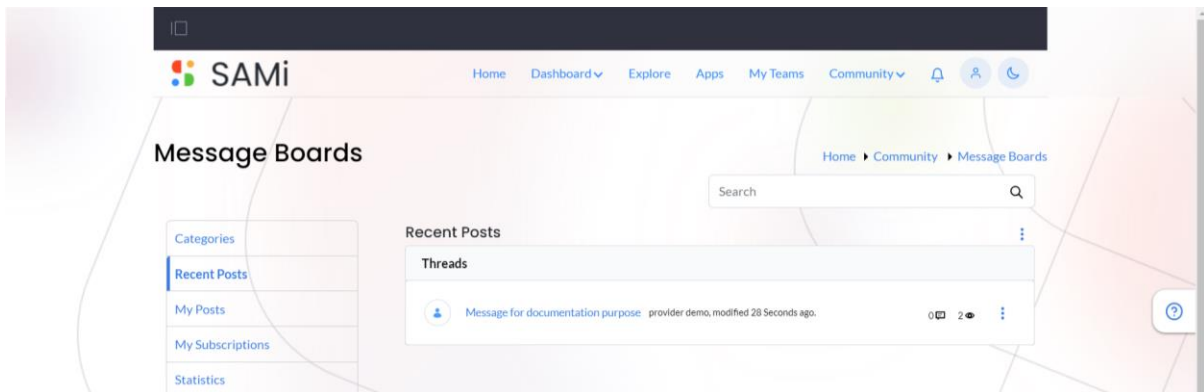 SAMi
Home Dashboard Explore Apps My Teams Community
Message Boards
Home Community Message Boards
Search
Categories
Recent Posts
My Posts
My Subscriptions
Statistics
Recent Posts
Threads
Message for documentation purpose provider demo, modified 28 Seconds ago.
0 2